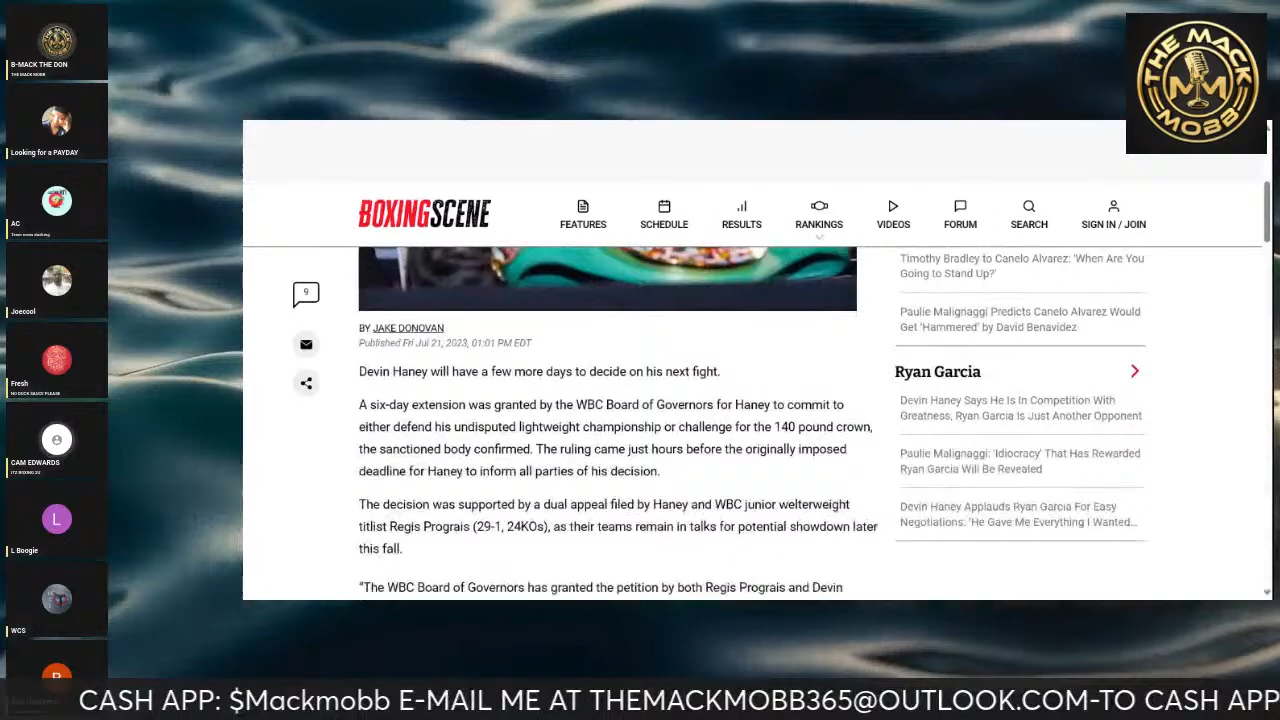 B-MACK THE DON
THE MACK MOBB
Looking for a PAYDAY
AC
Joecool
Fresh
NO DUCK SAUCE PLEASE
CAM EDWARDS
ITZ BOXING 2U
L
L Boogie
WCS
THE MACK
MM
MOBB
BOXINGSCENE
FEATURES
SCHEDULE
RESULTS
RANKINGS
VIDEOS
FORUM
SEARCH
SIGN IN / JOIN
9
BY JAKE DONOVAN
Published Fri Jul 21, 2023, 01:01 PM EDT
Devin Haney will have a few more days to decide on his next fight.
A six-day extension was granted by the WBC Board of Governors for Haney to commit to
either defend his undisputed lightweight championship or challenge for the 140 pound crown,
the sanctioned body confirmed. The ruling came just hours before the originally imposed
deadline for Haney to inform all parties of his decision.
The decision was supported by a dual appeal filed by Haney and WBC junior welterweight
titlist Regis Prograis (29-1, 24KOs), as their teams remain in talks for potential showdown later
this fall.
“The WBC Board of Governors has granted the petition by both Regis Prograis and Devin
Timothy Bradley to Canelo Alvarez: 'When Are You
Going to Stand Up?'
Paulie Malignaggi Predicts Canelo Alvarez Would
Get 'Hammered' by David Benavidez
Ryan Garcia
Devin Haney Says He Is In Competition With
Greatness, Ryan Garcia Is Just Another Opponent
Paulie Malignaggi: 'Idiocracy' That Has Rewarded
Ryan Garcia Will Be Revealed
Devin Haney Applauds Ryan Garcia For Easy
Negotiations: 'He Gave Me Everything I Wanted...
CASH APP: $Mackmobb E-MAIL ME AT THEMACKMOBB365@OUTLOOK.COM-TO CASH APP